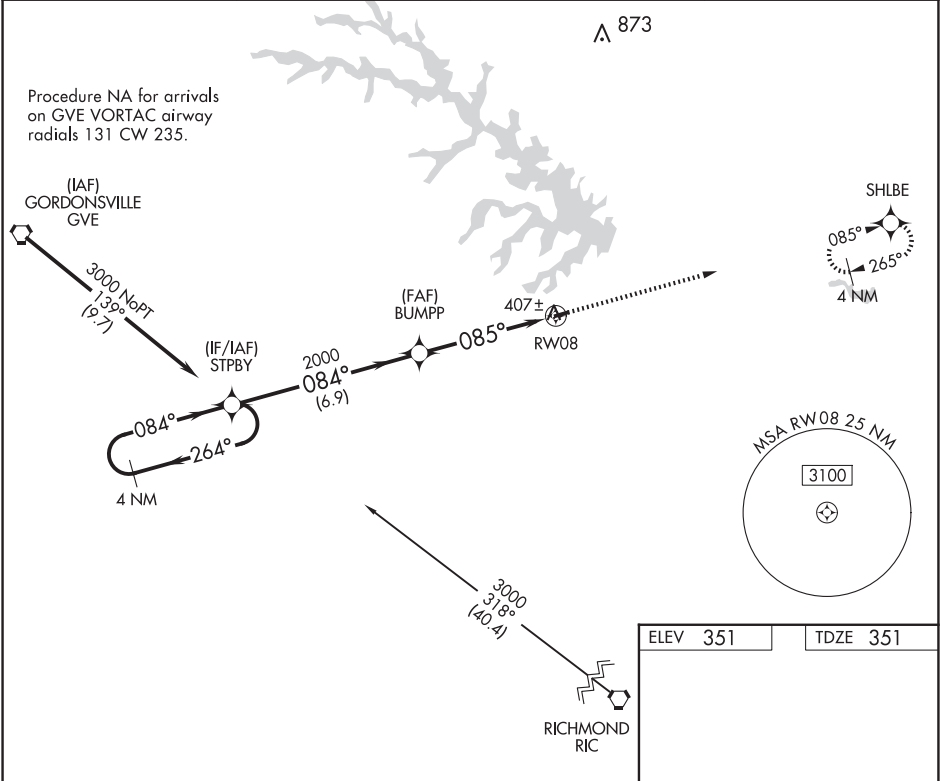 873
Procedure NA for arrivals
on GVE VORTAC airway
radials 131 CW 235.
(IAF)
GORDONSVILLE
GVE
3000 NoPT
139°
(9.7)
(IF/IAF)
STPBY
2000
084°
(6.9)
(FAF)
BUMPP
085°
407±
RW08
SHLBE
085°
265°
4 NM
084°
264°
4 NM
MSA RW08 25 NM
3100
3000
318°
(40.4)
RICHMOND
RIC
ELEV 351
TDZE 351